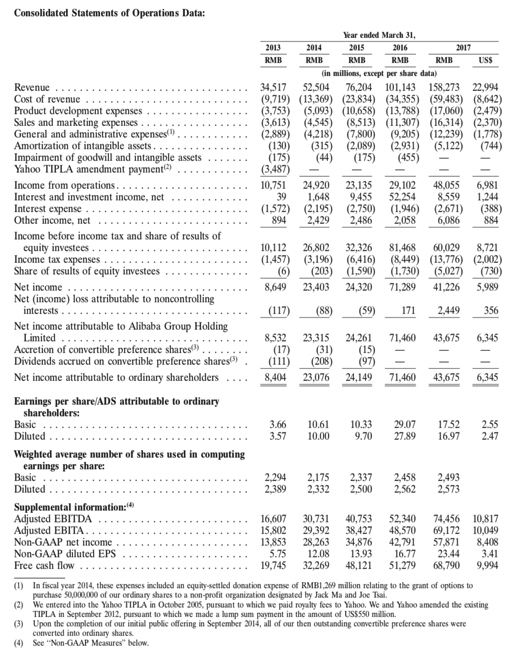 Consolidated Statements of Operations Data:
Year ended March 31,
2013 2014 2015 2016 2017
RMB RMB RMB RMB RMB US$
(in millions, except per share data)
Revenue 34,517 52,504 76,204 101,143 158,273 22,994
Cost of revenue (9,719) (13,369) (23,834) (34,355) (59,483) (8,642)
Product development expenses (3,753) (5,093) (10,658) (13,788) (17,060) (2,479)
Sales and marketing expenses (3,613) (4,545) (8,513) (11,307) (16,314) (2,370)
General and administrative expenses(1) (2,889) (4,218) (7,800) (9,205) (12,239) (1,778)
Amortization of intangible assets (130) (315) (2,089) (2,931) (5,122) (744)
Impairment of goodwill and intangible assets (175) (44) (175) (455) — —
Yahoo TIPLA amendment payment(2) (3,487) — — — — —
Income from operations 10,751 24,920 23,135 29,102 48,055 6,981
Interest and investment income, net 39 1,648 9,455 52,254 8,559 1,244
Interest expense (1,572) (2,195) (2,750) (1,946) (2,671) (388)
Other income, net 894 2,429 2,486 2,058 6,086 884
Income before income tax and share of results of
equity investees 10,112 26,802 32,326 81,468 60,029 8,721
Income tax expenses (1,457) (3,196) (6,416) (8,449) (13,776) (2,002)
Share of results of equity investees (6) (203) (1,590) (1,730) (5,027) (730)
Net income 8,649 23,403 24,320 71,289 41,226 5,989
Net (income) loss attributable to noncontrolling
interests (117) (88) (59) 171 2,449 356
Net income attributable to Alibaba Group Holding
Limited 8,532 23,315 24,261 71,460 43,675 6,345
Accretion of convertible preference shares(3) (17) (31) (15) — — —
Dividends accrued on convertible preference shares(3) (111) (208) (97) — — —
Net income attributable to ordinary shareholders 8,404 23,076 24,149 71,460 43,675 6,345
Earnings per share/ADS attributable to ordinary
shareholders:
Basic 3.66 10.61 10.33 29.07 17.52 2.55
Diluted 3.57 10.00 9.70 27.89 16.97 2.47
Weighted average number of shares used in computing
earnings per share:
Basic 2,294 2,175 2,337 2,458 2,493
Diluted 2,389 2,332 2,500 2,562 2,573
Supplemental information:(4)
Adjusted EBITDA 16,607 30,731 40,753 52,340 74,456 10,817
Adjusted EBITA 15,802 29,392 38,427 48,570 69,172 10,049
Non-GAAP net income 13,853 28,263 34,876 42,791 57,871 8,408
Non-GAAP diluted EPS 5.75 12.08 13.93 16.77 23.44 3.41
Free cash flow 19,745 32,269 48,121 51,279 68,790 9,994
(1) In fiscal year 2014, these expenses included an equity-settled donation expense of RMB1,269 million relating to the grant of options to
purchase 50,000,000 of our ordinary shares to a non-profit organization designated by Jack Ma and Joe Tsai.
(2) We entered into the Yahoo TIPLA in October 2005, pursuant to which we paid royalty fees to Yahoo. We and Yahoo amended the existing
TIPLA in September 2012, pursuant to which we made a lump sum payment in the amount of US$550 million.
(3) Upon the completion of our initial public offering in September 2014, all of our then outstanding convertible preference shares were
converted into ordinary shares.
(4) See "Non-GAAP Measures" below.